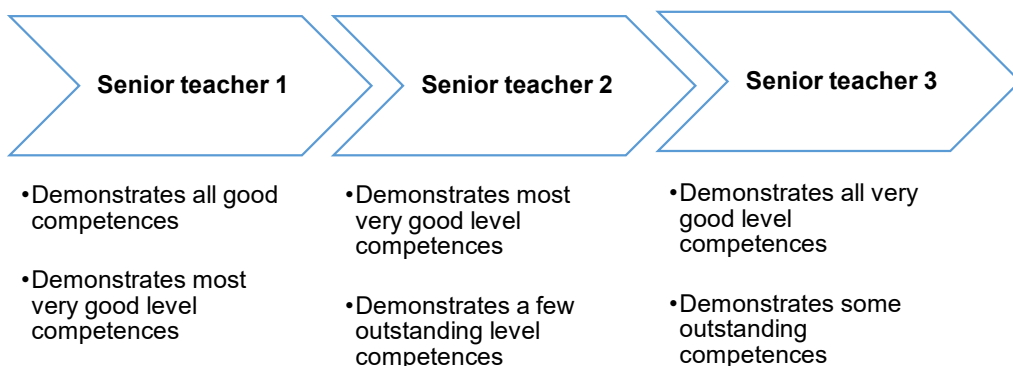 Senior teacher 1
•Demonstrates all good
competences
•Demonstrates most
very good level
competences
Senior teacher 2
•Demonstrates most
very good level
competences
•Demonstrates a few
outstanding level
competences
Senior teacher 3
•Demonstrates all very
good level
competences
•Demonstrates some
outstanding
competences